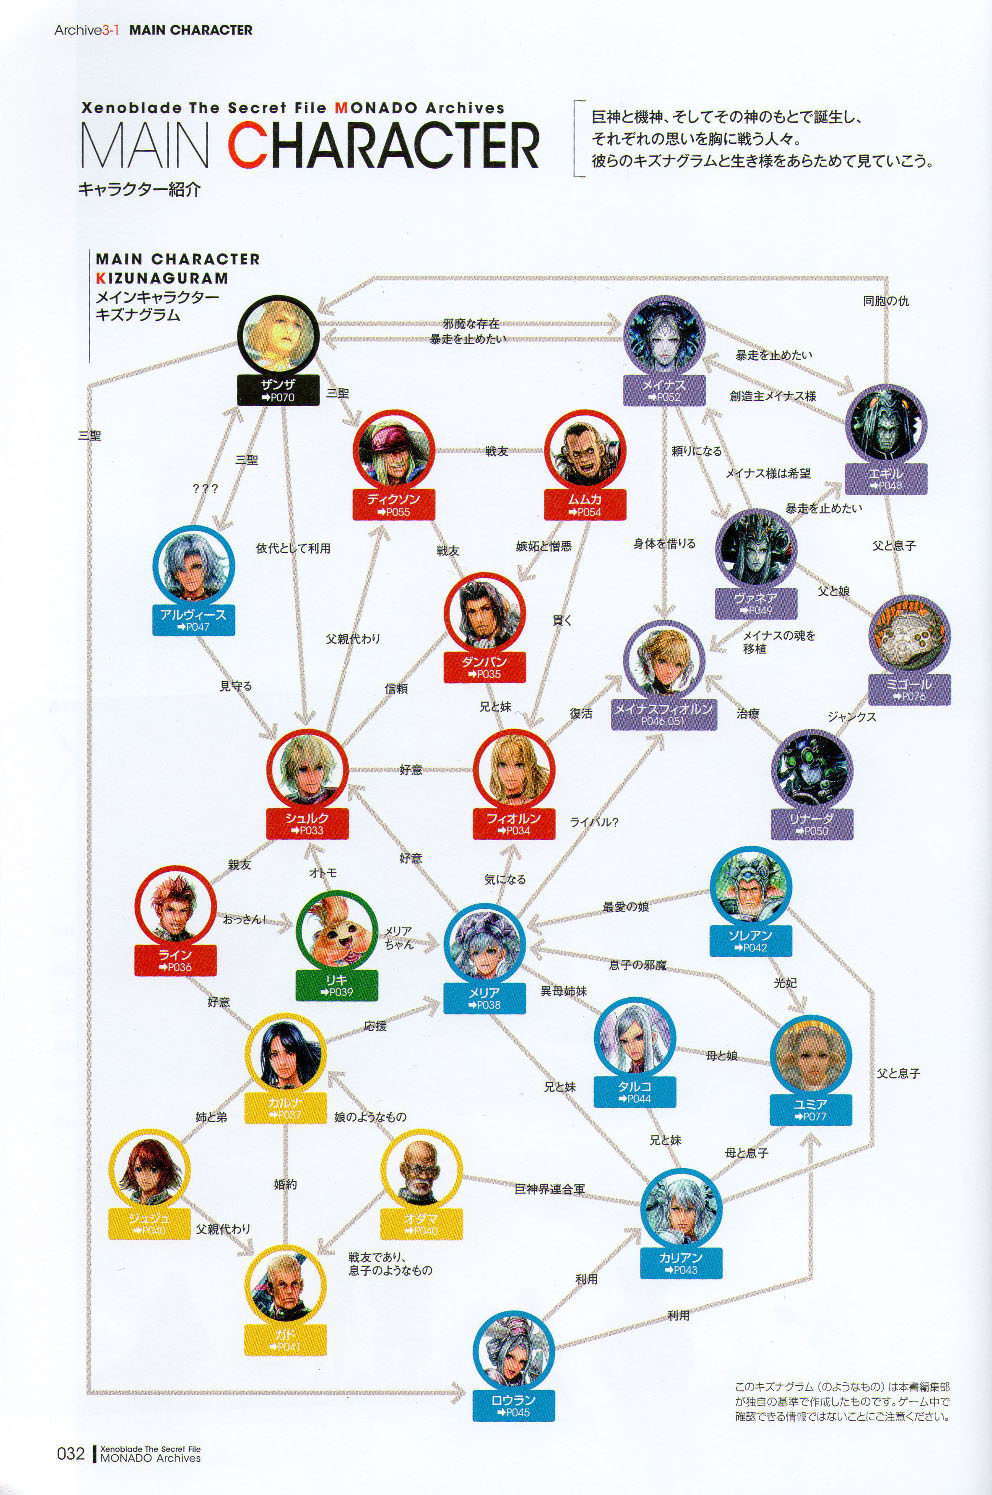 Archive3-1 MAIN CHARACTER
Xenoblade The Secret File MONADO Archives
MAIN CHARACTER
キャラクター紹介
巨神と機神、そしてその神のもとで誕生し、
それぞれの思いを胸に戦う人々。
彼らのキズナグラムと生き様をあらためて見ていこう。
MAIN CHARACTER
KIZUNAGURAM
メインキャラクター
キズナグラム
同胞の仇
邪魔な存在
暴走を止めたい
ザンザ
➡P070
メイナス
➡P052
暴走を止めたい
創造主メイナス様
三聖
三聖
三聖
???
戦友
ディクソン
➡P055
ムムカ
➡P054
エギル
➡P048
頼りになる
メイナス様は希望
暴走を止めたい
アルヴィース
➡P047
依代として利用
戦友
嫉妬と憎悪
身体を借りる
父と息子
ヴァネア
➡P049
父と娘
父親代わり
ダンバン
➡P035
貫く
メイナスの魂を
移植
見守る
信頼
兄と妹
復活
メイナスフィオルン
P046,051
治療
ミゴール
➡P076
ジャンクス
好意
シュルク
➡P033
フィオルン
➡P034
ライバル?
リナーダ
➡P050
親友
オトモ
好意
気になる
おっさん!
メリア
ちゃん
最愛の娘
ソレアン
➡P042
ライン
➡P036
リキ
➡P039
メリア
➡P038
息子の邪魔
異母姉妹
光妃
好意
応援
カルナ
➡P037
兄と妹
タルコ
➡P044
母と娘
ユミア
➡P077
父と息子
姉と弟
娘のようなもの
兄と妹
母と息子
婚約
巨神界連合軍
ジュジュ
➡P040
オダマ
➡P040
父親代わり
戦友であり、
息子のようなもの
カリアン
➡P043
利用
利用
ガド
➡P041
ロウラン
➡P045
このキズナグラム(のようなもの)は本書編集部
が独自の基準で作成したものです。ゲーム中で
確認できる情報ではないことにご注意ください。
032 Xenoblade The Secret File
MONADO Archives